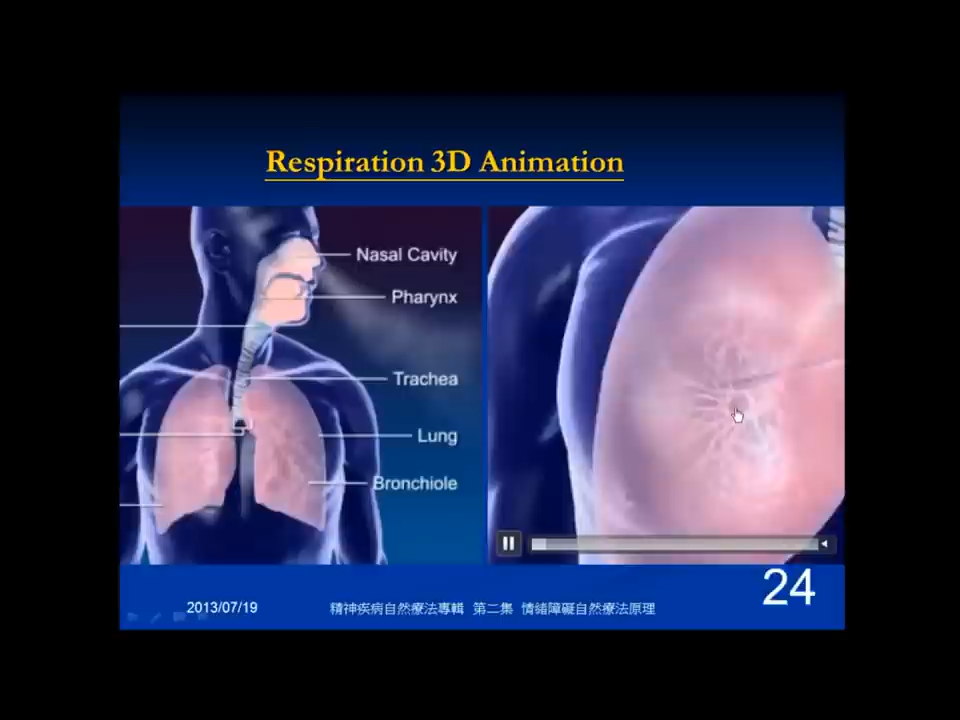 Respiration 3D Animation
Nasal Cavity
Pharynx
Trachea
Lung
Bronchiole
2013/07/19
精神疾病自然療法專輯 第二集 情緒障礙自然療法原理
24